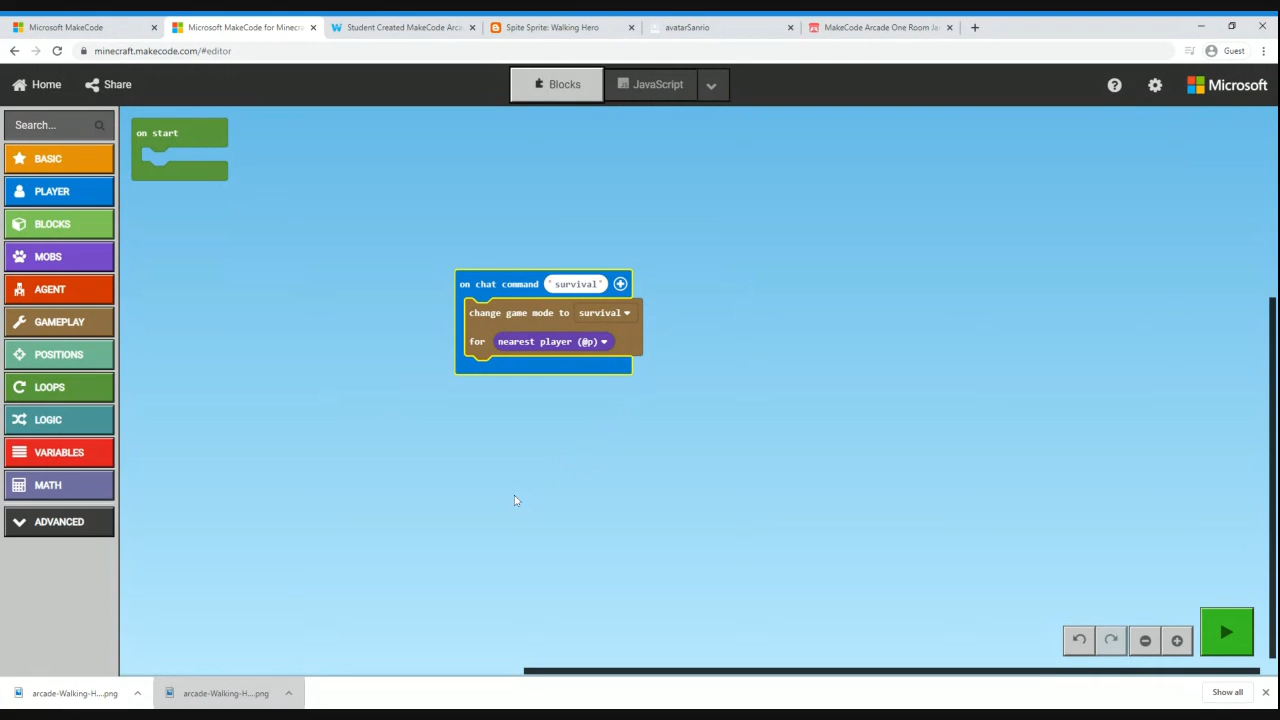 Microsoft MakeCode
Microsoft MakeCode for Minecra
Student Created MakeCode Arca
Spite Sprite: Walking Hero
avatarSanrio
MakeCode Arcade One Room Jam
minecraft.makecode.com/#editor
Guest
Home
Share
Blocks
JavaScript
Microsoft
Search...
BASIC
PLAYER
BLOCKS
MOBS
AGENT
GAMEPLAY
POSITIONS
LOOPS
LOGIC
VARIABLES
MATH
ADVANCED
on start
on chat command "survival"
change game mode to survival
for nearest player (@p)
arcade-Walking-H....png
arcade-Walking-H....png
Show all